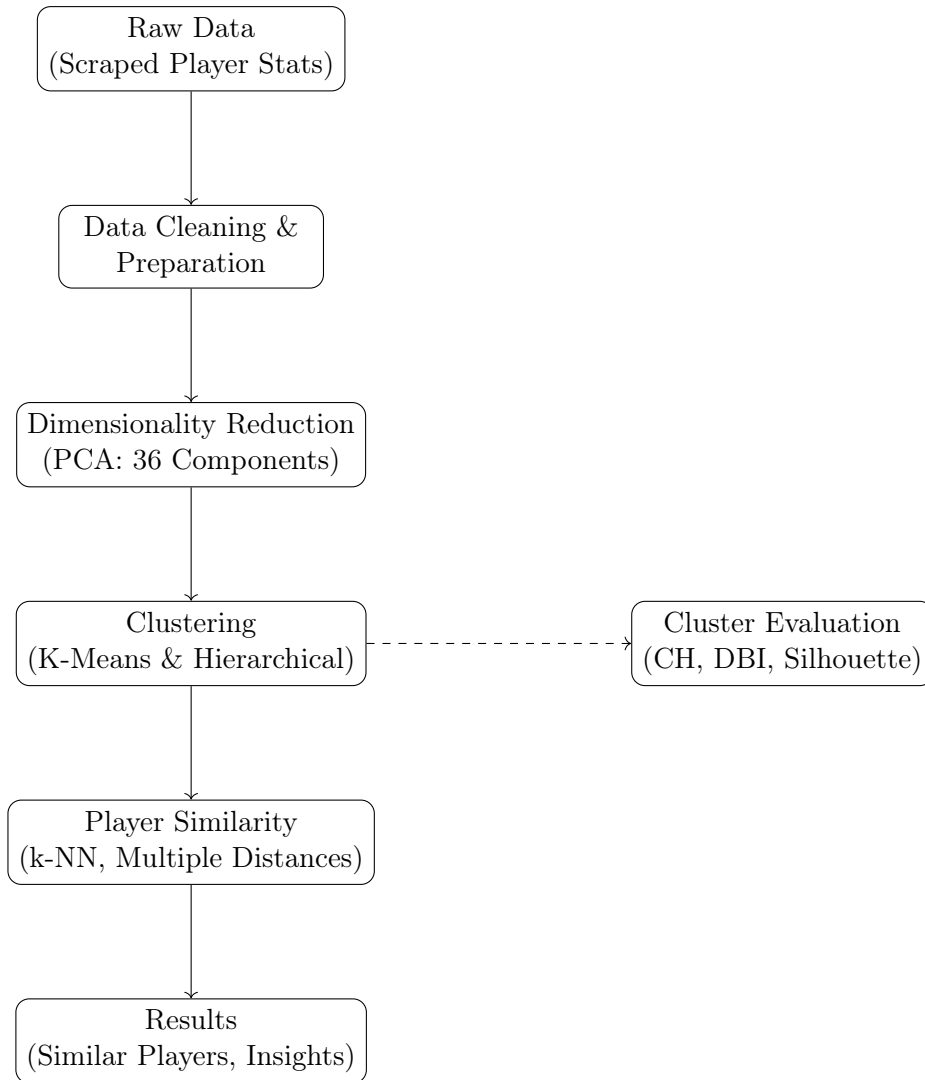 Raw Data
(Scraped Player Stats)
Data Cleaning &
Preparation
Dimensionality Reduction
(PCA: 36 Components)
Clustering
(K-Means & Hierarchical)
Cluster Evaluation
(CH, DBI, Silhouette)
Player Similarity
(k-NN, Multiple Distances)
Results
(Similar Players, Insights)